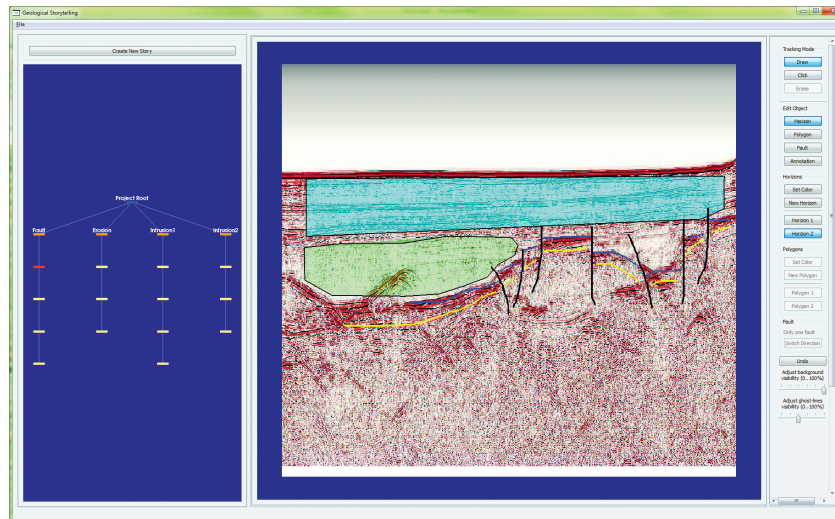 Geological Storytelling
File
Create New Story
Project Root
Fault
Erosion
Intrusion1
Intrusion2
Tracking Mode
Draw
Click
Erase
Edit Object
Horizon
Polygon
Fault
Annotation
Horizons
Set Color
New Horizon
Horizon 1
Horizon 2
Polygons
Set Color
New Polygon
Polygon 1
Polygon 2
Fault
Only one fault
Switch Direction
Undo
Adjust background
visibility (0...100%)
Adjust ghost-lines
visibility (0...100%)